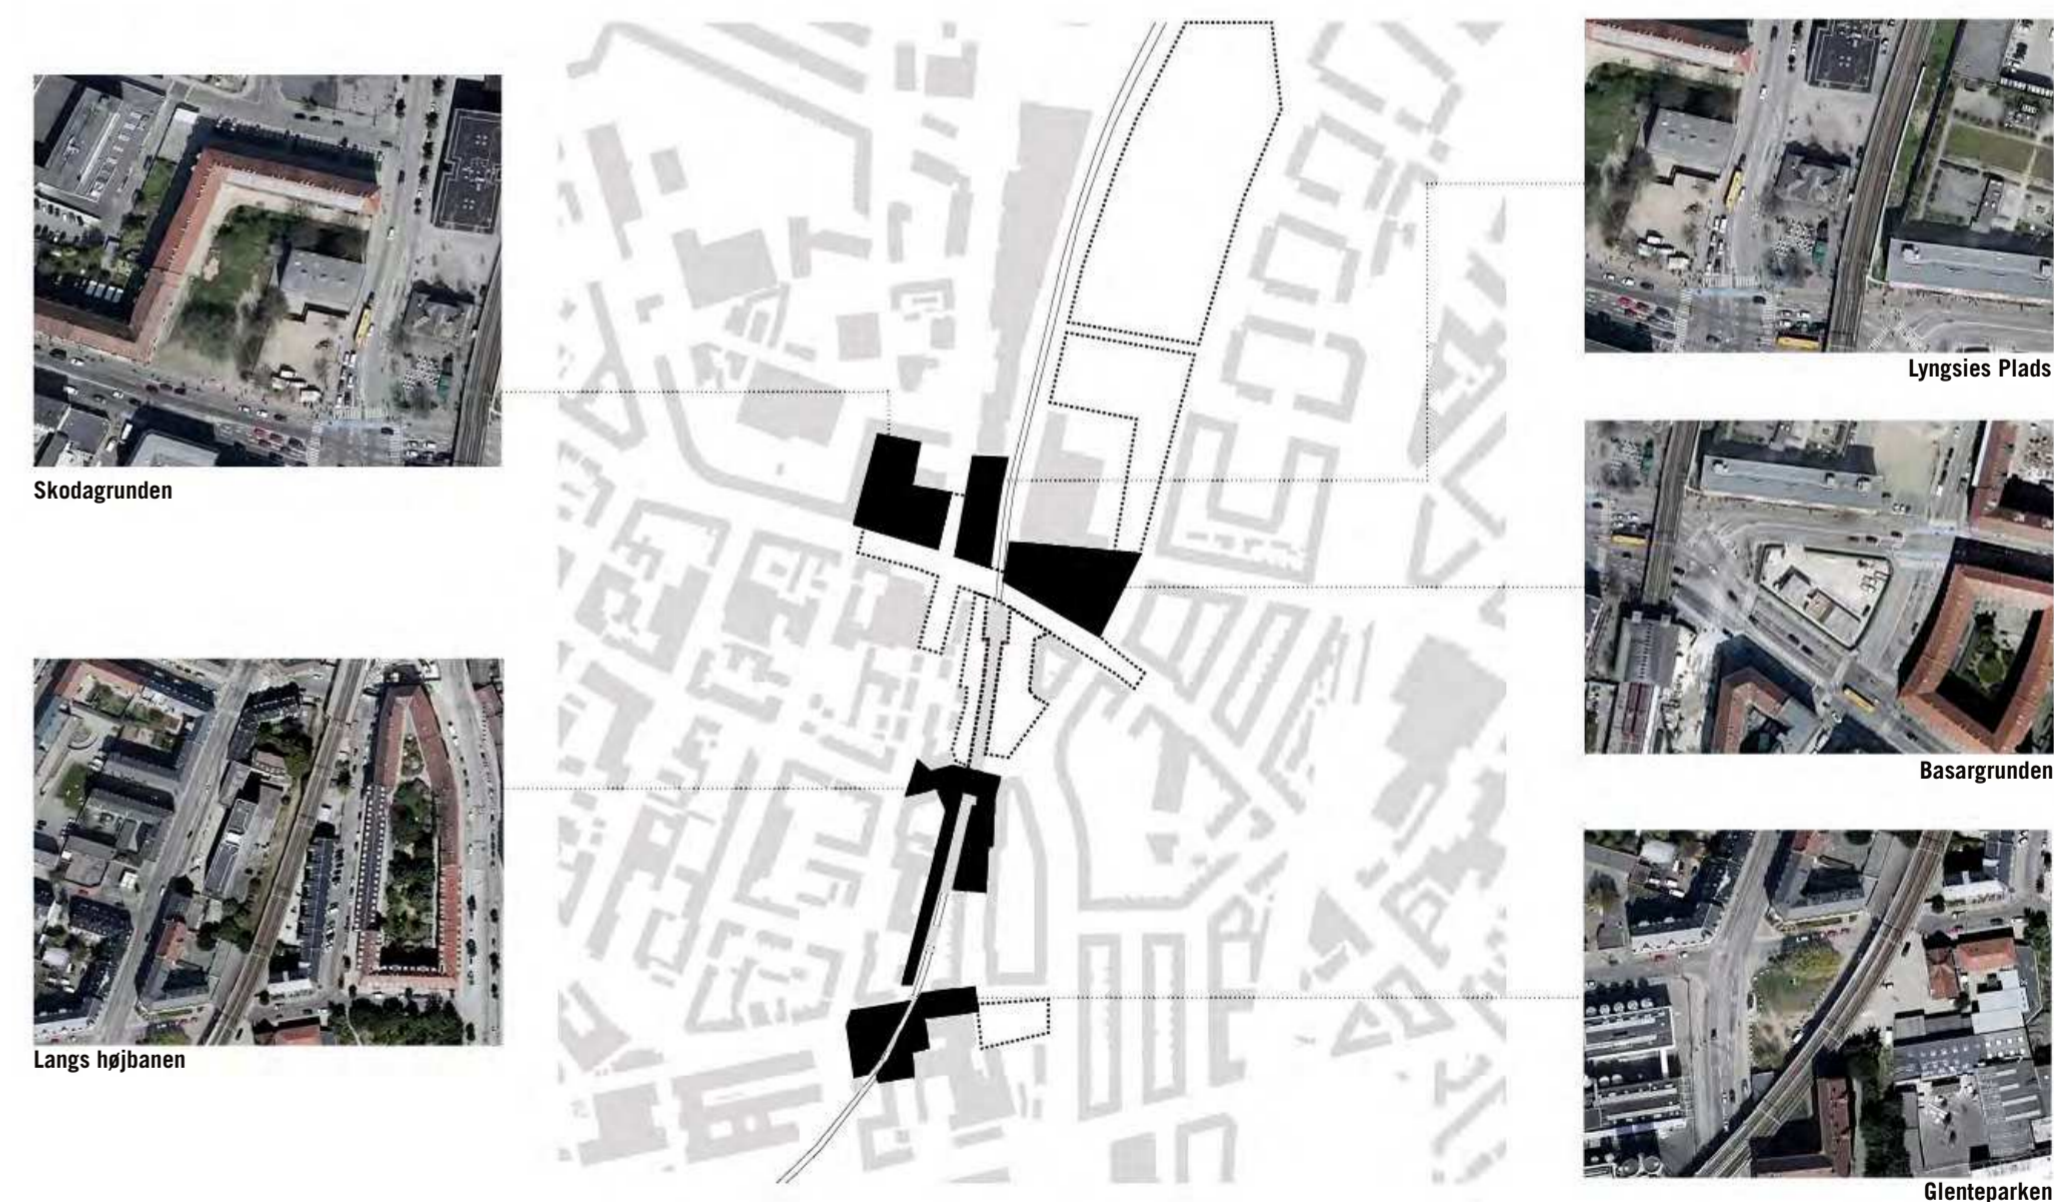 Skodagrunden
Langs højbanen
Lyngsies Plads
Basargrunden
Glenteparken